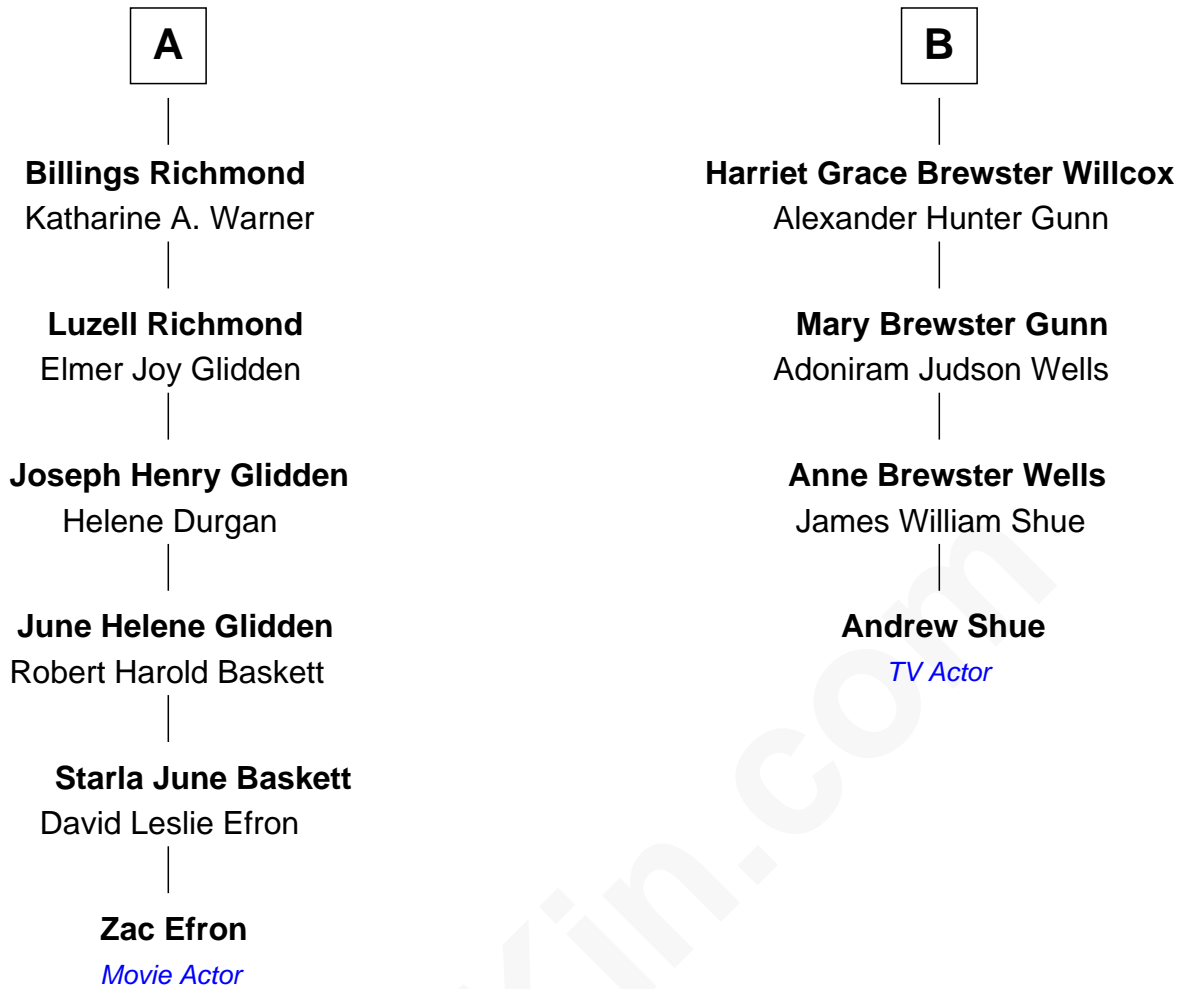 A
Billings Richmond
Katharine A. Warner
Luzell Richmond
Elmer Joy Glidden
Joseph Henry Glidden
Helene Durgan
June Helene Glidden
Robert Harold Baskett
Starla June Baskett
David Leslie Efron
Zac Efron
Movie Actor
B
Harriet Grace Brewster Willcox
Alexander Hunter Gunn
Mary Brewster Gunn
Adoniram Judson Wells
Anne Brewster Wells
James William Shue
Andrew Shue
TV Actor
Kin.com